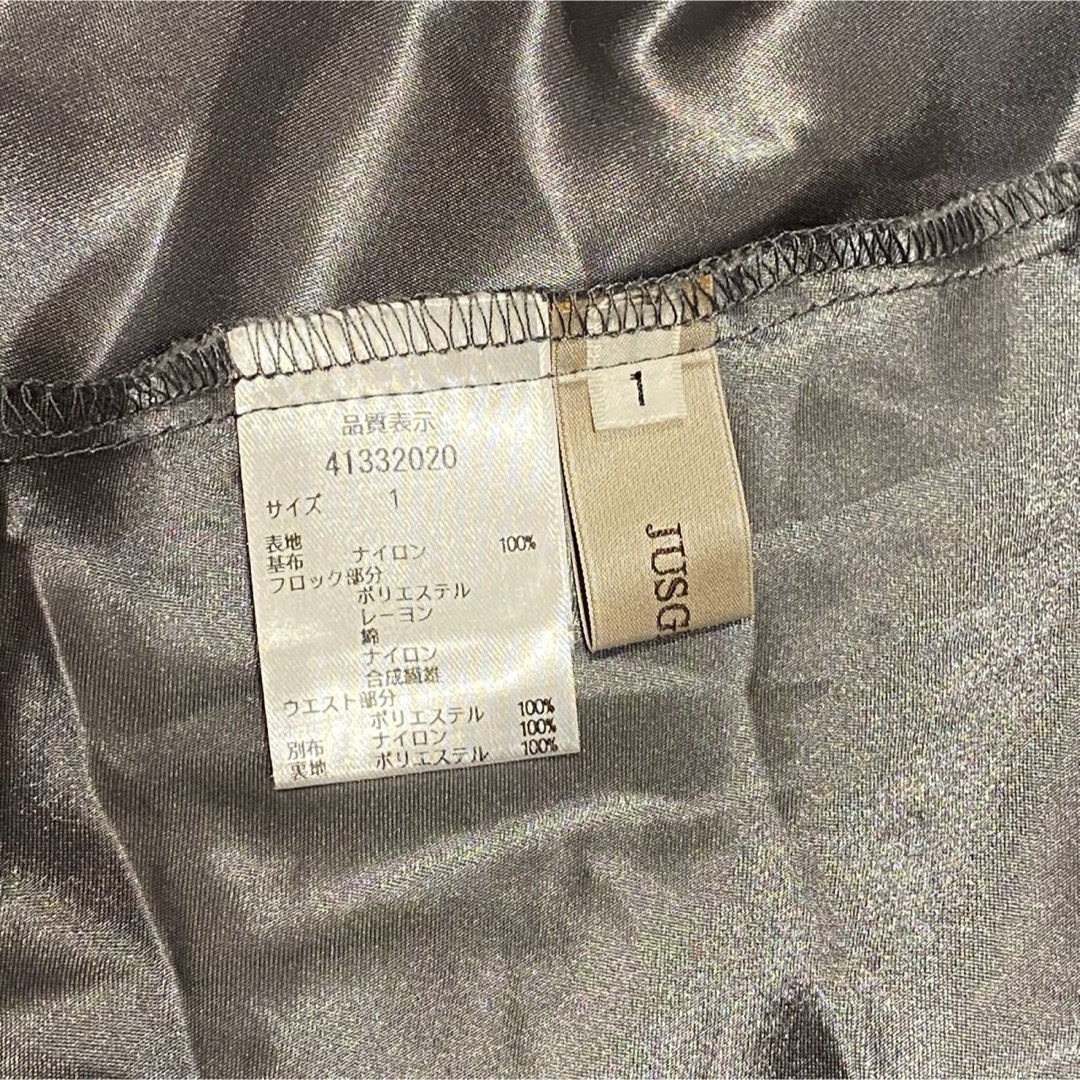 品質表示
41332020
サイズ 1
表地
基布 ナイロン 100%
フロック部分
ポリエステル
レーヨン
綿
ナイロン
合成繊維
ウエスト部分
ポリエステル 100%
別布 ナイロン 100%
裏地 ポリエステル 100%
1
JUSG